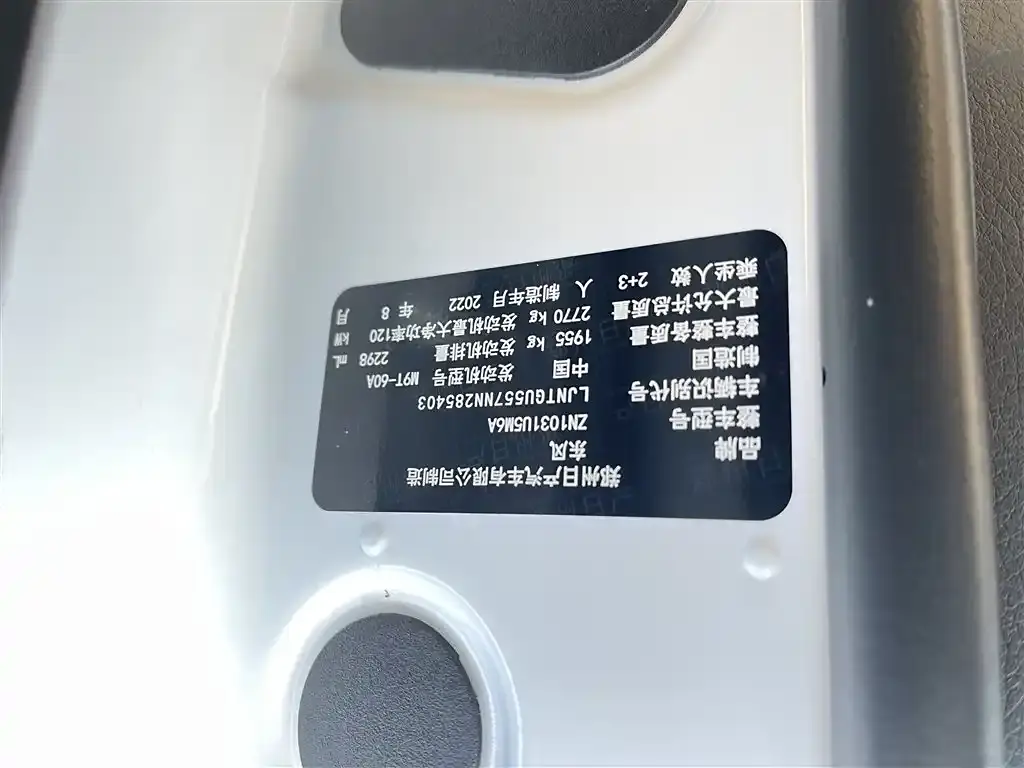 郑州日产汽车有限公司制造
品牌 东风
整车型号 ZN1031U5M6A
车辆识别代号 LJNTGU557NN285403
制造国 中国 发动机型号 M9T-60A
整车整备质量 1955 kg 发动机排量 2298 mL
最大允许总质量 2770 kg 发动机最大净功率 120 kW
乘坐人数 2+3 人 制造年月 2022 年 8 月